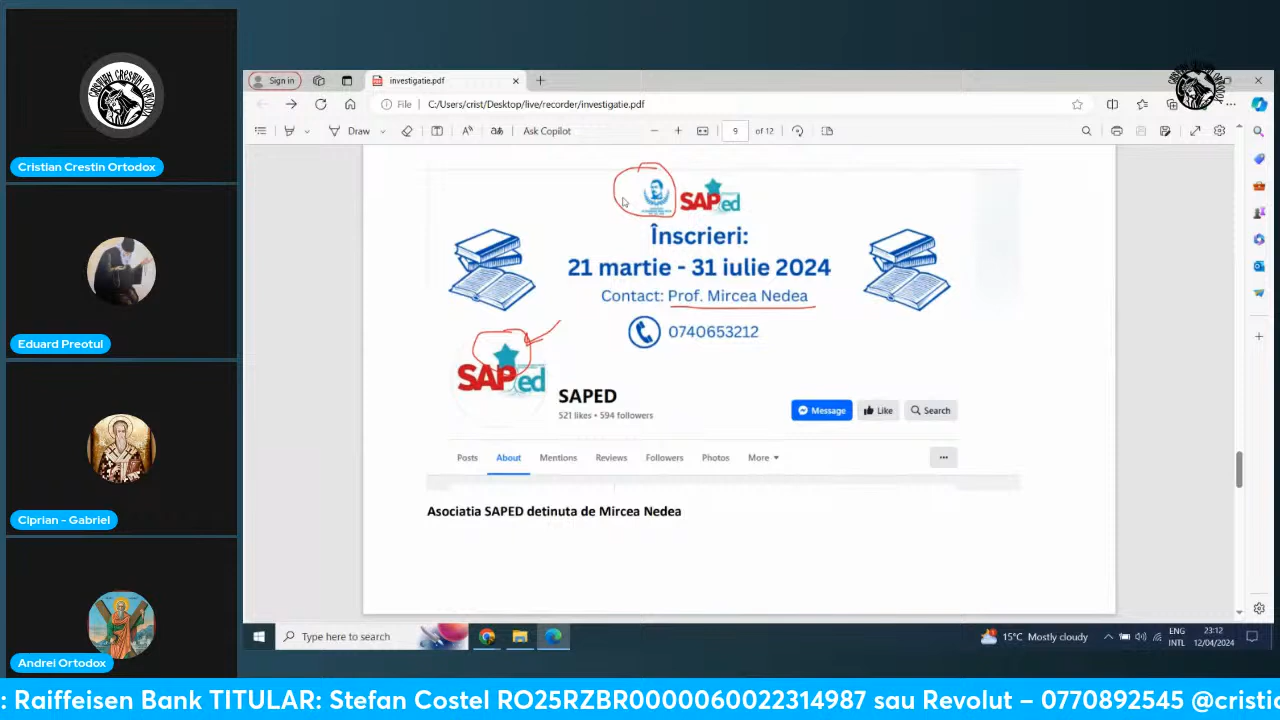 Cristian Crestin Ortodox
Eduard Preotul
Ciprian - Gabriel
Andrei Ortodox
Sign in
investigatie.pdf
File
C:/Users/crist/Desktop/live/recorder/investigatie.pdf
Draw
Ask Copilot
9 of 12
SAPed
Înscrieri:
21 martie - 31 iulie 2024
Contact: Prof. Mircea Nedea
0740653212
SAPed
SAPED
521 likes • 594 followers
Message
Like
Search
Posts
About
Mentions
Reviews
Followers
Photos
More
Asociatia SAPED detinuta de Mircea Nedea
Type here to search
15°C Mostly cloudy
ENG
INTL
23:12
12/04/2024
CRISTIAN CRESTIN ORTODOX
: Raiffeisen Bank TITULAR: Stefan Costel RO25RZBR0000060022314987 sau Revolut – 0770892545 @cristia